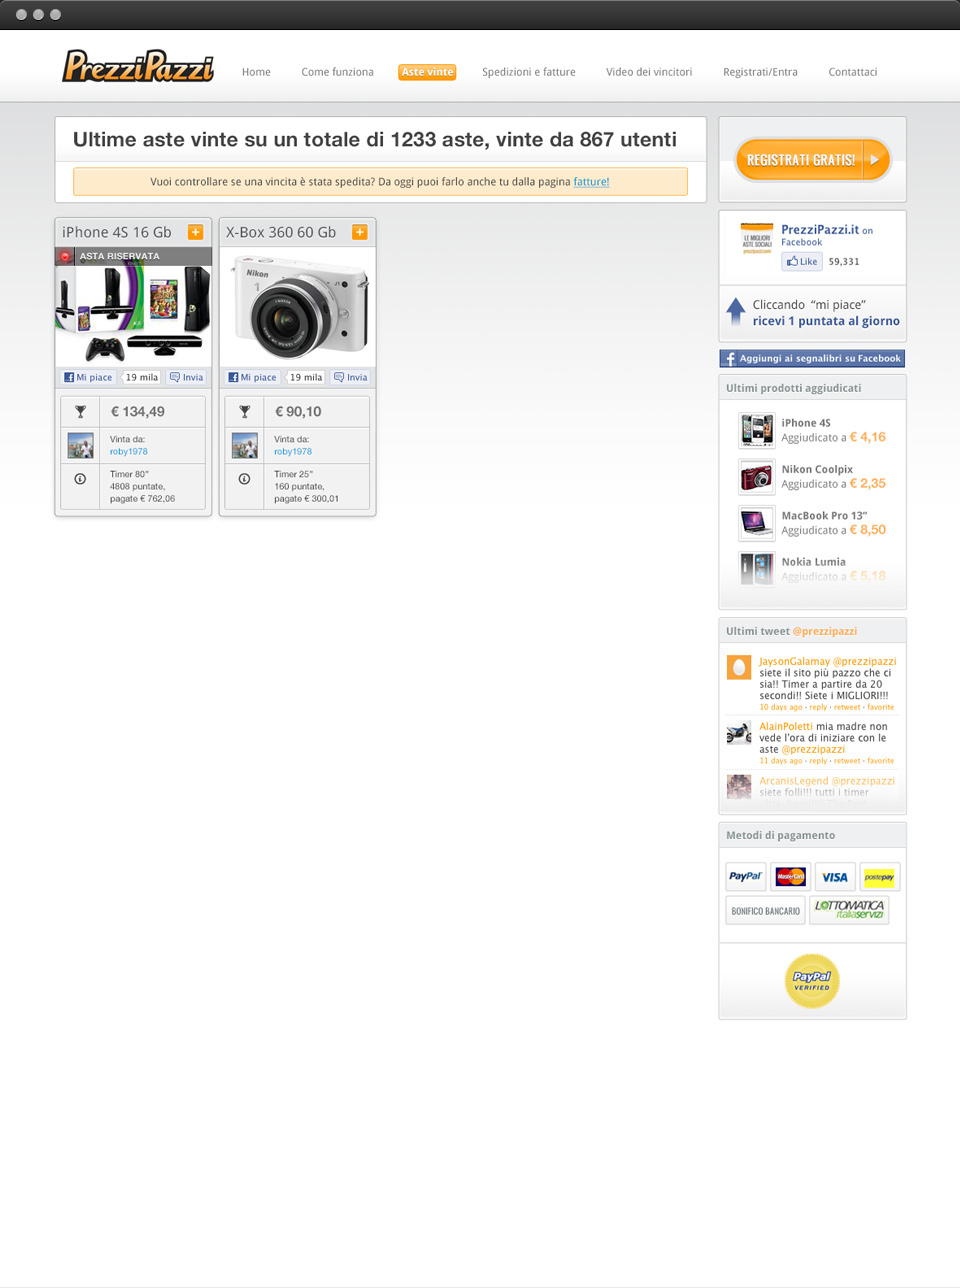 PrezziPazzi
Home
Come funziona
Aste vinte
Spedizioni e fatture
Video dei vincitori
Registrati/Entra
Contattaci
Ultime aste vinte su un totale di 1233 aste, vinte da 867 utenti
Vuoi controllare se una vincita è stata spedita? Da oggi puoi farlo anche tu dalla pagina fatture!
iPhone 4S 16 Gb
+
ASTA RISERVATA
Mi piace
19 mila
Invia
€ 134,49
Vinta da:
roby1978
Timer 80"
4808 puntate,
pagate € 762,06
X-Box 360 60 Gb
+
Nikon
1
Mi piace
19 mila
Invia
€ 90,10
Vinta da:
roby1978
Timer 25"
160 puntate,
pagate € 300,01
REGISTRATI GRATIS!
LE MIGLIORI
ASTE SOCIALI
PrezziPazzi.it on
Facebook
Like
59,331
Cliccando “mi piace”
ricevi 1 puntata al giorno
Aggiungi ai segnalibri su Facebook
Ultimi prodotti aggiudicati
iPhone 4S
Aggiudicato a € 4,16
Nikon Coolpix
Aggiudicato a € 2,35
MacBook Pro 13”
Aggiudicato a € 8,50
Nokia Lumia
Aggiudicato a € 5,18
Ultimi tweet @prezzipazzi
JaysonGalamay @prezzipazzi
siete il sito più pazzo che ci
sia!! Timer a partire da 20
secondi!! Siete i MIGLIORI!!!
10 days ago • reply • retweet • favorite
AlainPoletti mia madre non
vede l'ora di iniziare con le
aste @prezzipazzi
11 days ago • reply • retweet • favorite
ArcanisLegend @prezzipazzi
siete folli!!! tutti i timer
Metodi di pagamento
PayPal
MasterCard
VISA
postepay
BONIFICO BANCARIO
LOTTOMATICA
italiaservizi
PayPal
VERIFIED